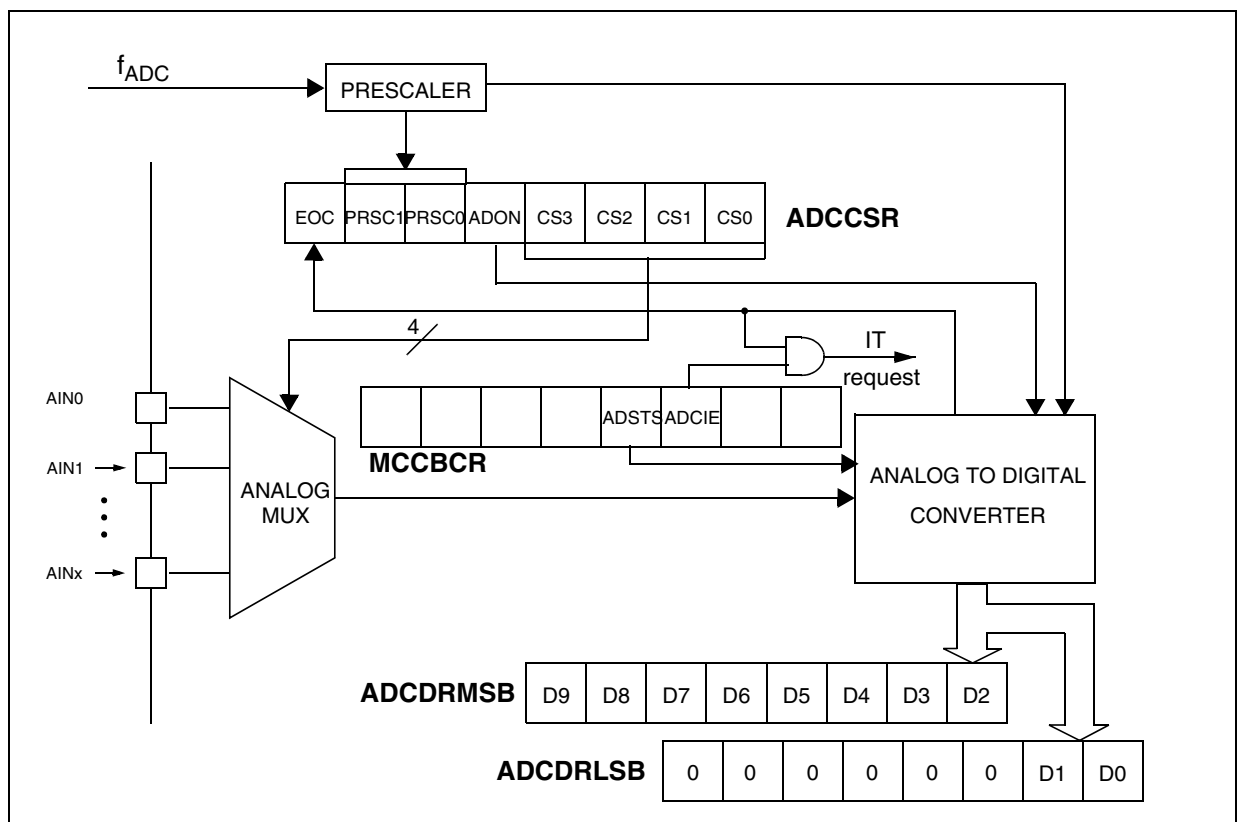 fADC
PRESCALER
EOC PRSC1 PRSC0 ADON CS3 CS2 CS1 CS0 ADCCSR
4
IT
request
AIN0
ADSTS ADCIE
MCCBCR
AIN1
ANALOG
MUX
ANALOG TO DIGITAL
CONVERTER
AINx
ADCDRMSB D9 D8 D7 D6 D5 D4 D3 D2
ADCDRLSB 0 0 0 0 0 0 D1 D0